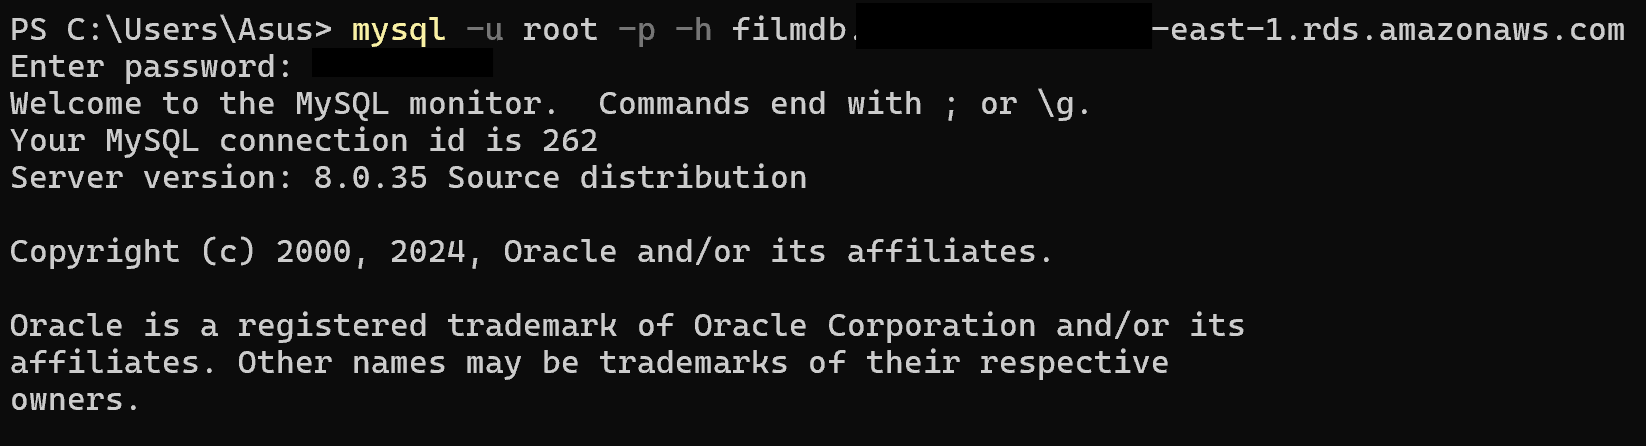 PS C:\Users\Asus> mysql -u root -p -h filmdb. -east-1.rds.amazonaws.com
Enter password:
Welcome to the MySQL monitor.  Commands end with ; or \g.
Your MySQL connection id is 262
Server version: 8.0.35 Source distribution
Copyright (c) 2000, 2024, Oracle and/or its affiliates.
Oracle is a registered trademark of Oracle Corporation and/or its
affiliates. Other names may be trademarks of their respective
owners.